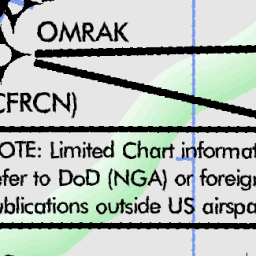 OMRAK
CFRCN)
OTE: Limited Chart informat
efer to DoD (NGA) or foreign
ublications outside US airspa